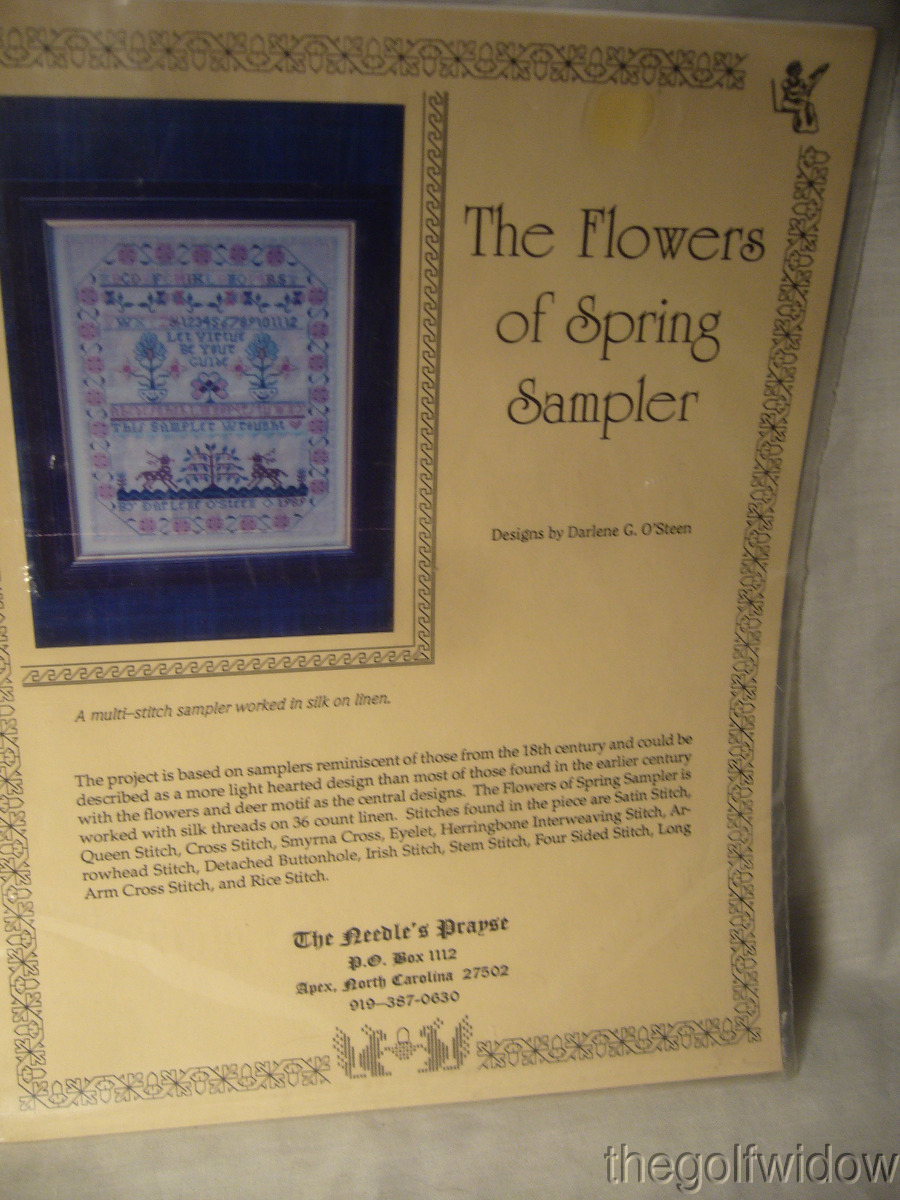 The Flowers
of Spring
Sampler
Designs by Darlene G. O'Steen
Let Virtue
Be Your
Guide
This Sampler Wrought
By Darlene O'Steen 1989
A multi-stitch sampler worked in silk on linen.
The project is based on samplers reminiscent of those from the 18th century and could be
described as a more light hearted design than most of those found in the earlier century
with the flowers and deer motif as the central designs. The Flowers of Spring Sampler is
worked with silk threads on 36 count linen. Stitches found in the piece are Satin Stitch,
Queen Stitch, Cross Stitch, Smyrna Cross, Eyelet, Herringbone Interweaving Stitch, Ar-
rowhead Stitch, Detached Buttonhole, Irish Stitch, Stem Stitch, Four Sided Stitch, Long
Arm Cross Stitch, and Rice Stitch.
The Needle's Prayse
P.O. Box 1112
Apex, North Carolina 27502
919-387-0630
thegolfwidow